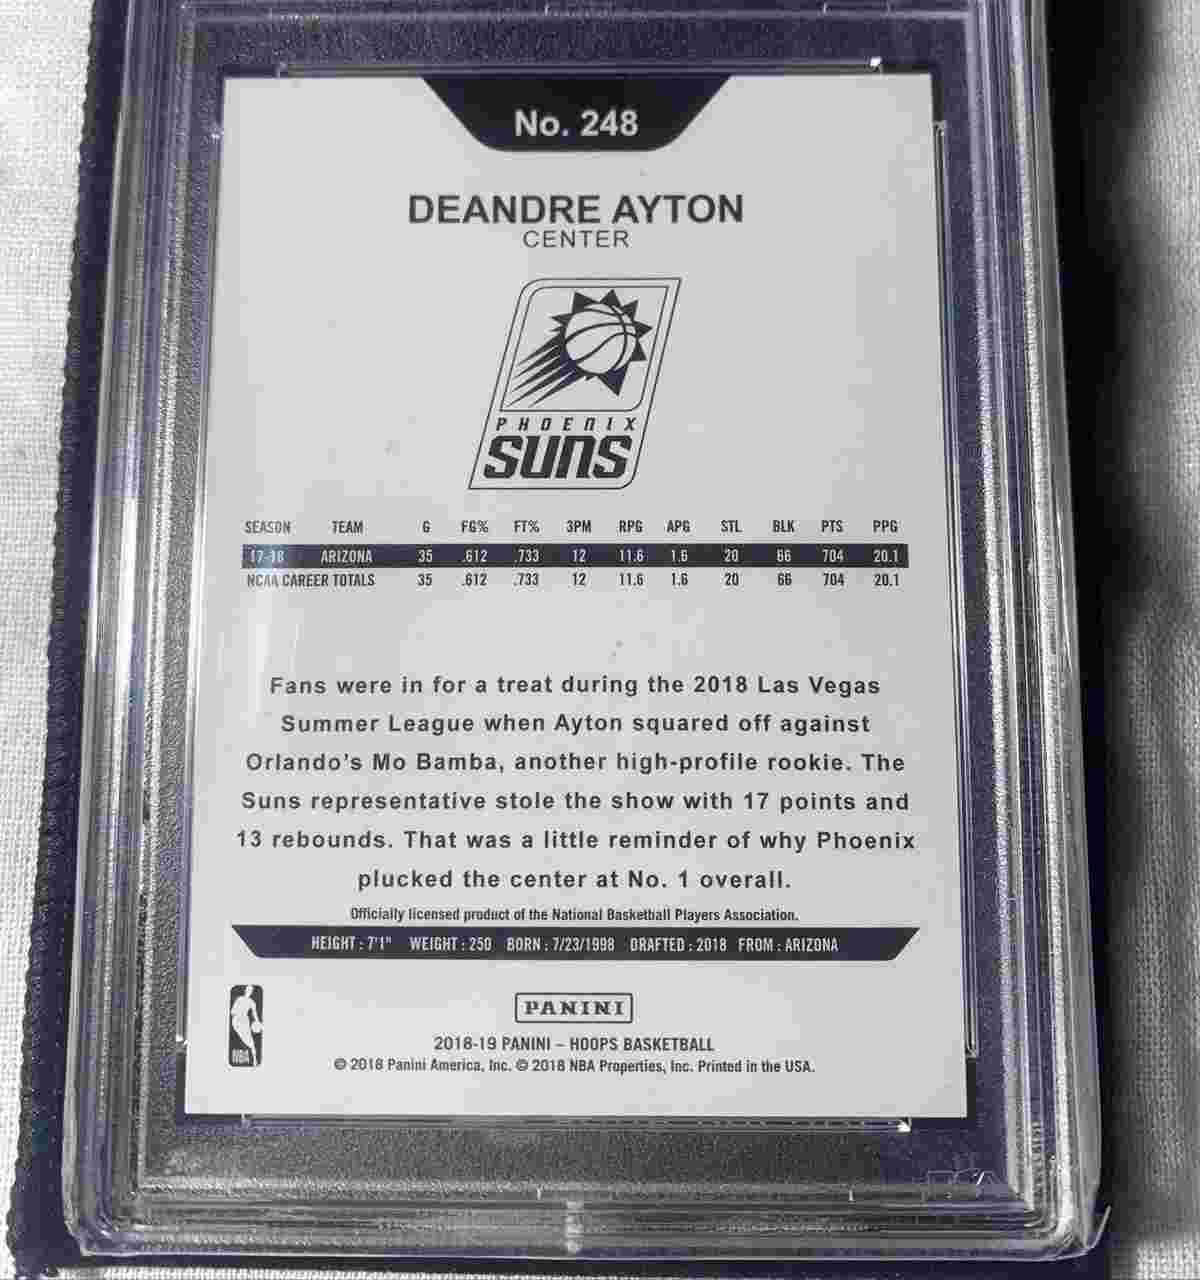 No. 248
DEANDRE AYTON
CENTER
PHOENIX
SUNS
SEASON TEAM G FG% FT% 3PM RPG APG STL BLK PTS PPG
17-18 ARIZONA 35 .612 .733 12 11.6 1.6 20 66 704 20.1
NCAA CAREER TOTALS 35 .612 .733 12 11.6 1.6 20 66 704 20.1
Fans were in for a treat during the 2018 Las Vegas
Summer League when Ayton squared off against
Orlando's Mo Bamba, another high-profile rookie. The
Suns representative stole the show with 17 points and
13 rebounds. That was a little reminder of why Phoenix
plucked the center at No. 1 overall.
Officially licensed product of the National Basketball Players Association.
HEIGHT : 7'1" WEIGHT : 250 BORN : 7/23/1998 DRAFTED : 2018 FROM : ARIZONA
NBA
PANINI
2018-19 PANINI – HOOPS BASKETBALL
© 2018 Panini America, Inc. © 2018 NBA Properties, Inc. Printed in the USA.
PSA